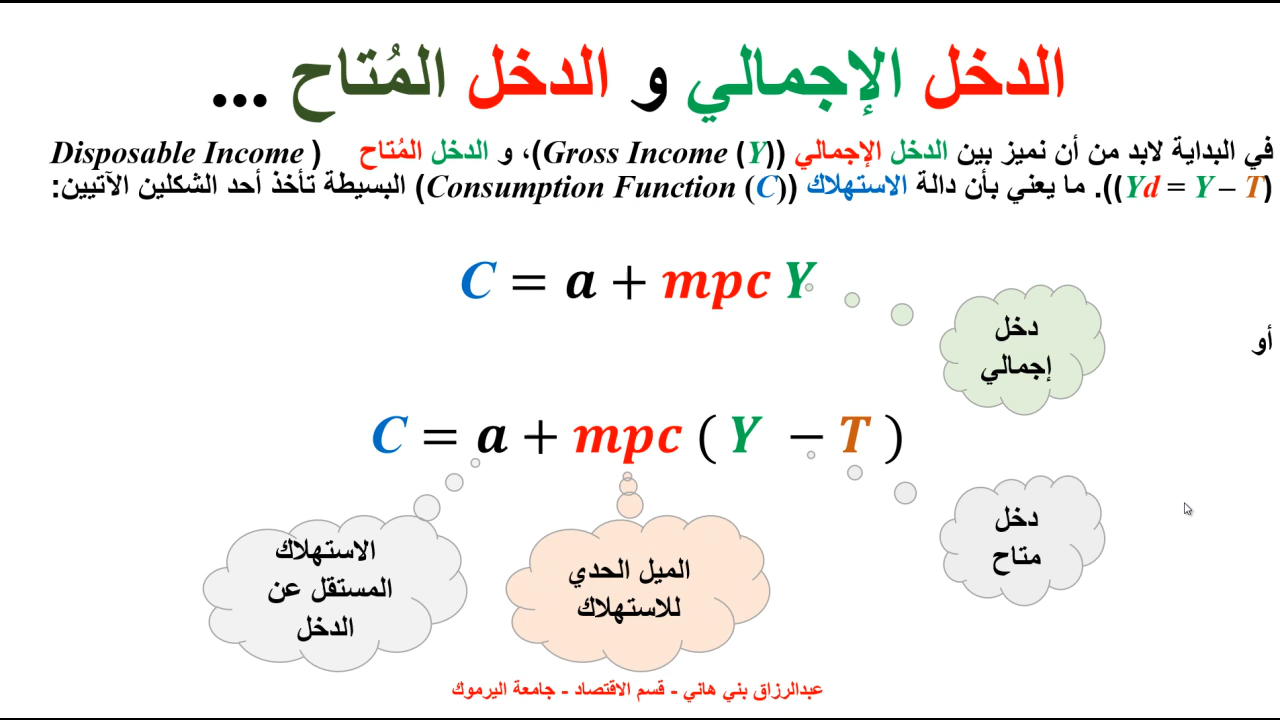 الدخل الإجمالي و الدخل المُتاح ...
في البداية لابد من أن نميز بين الدخل الإجمالي (Gross Income (Y))، و الدخل المُتاح (Disposable Income
(Yd = Y – T)). ما يعني بأن دالة الاستهلاك (Consumption Function (C)) البسيطة تأخذ أحد الشكلين الآتيين:
C = a + mpc Y
دخل
إجمالي
أو
C = a + mpc ( Y – T )
دخل
متاح
الميل الحدي
للاستهلاك
الاستهلاك
المستقل عن
الدخل
عبدالرزاق بني هاني - قسم الاقتصاد - جامعة اليرموك